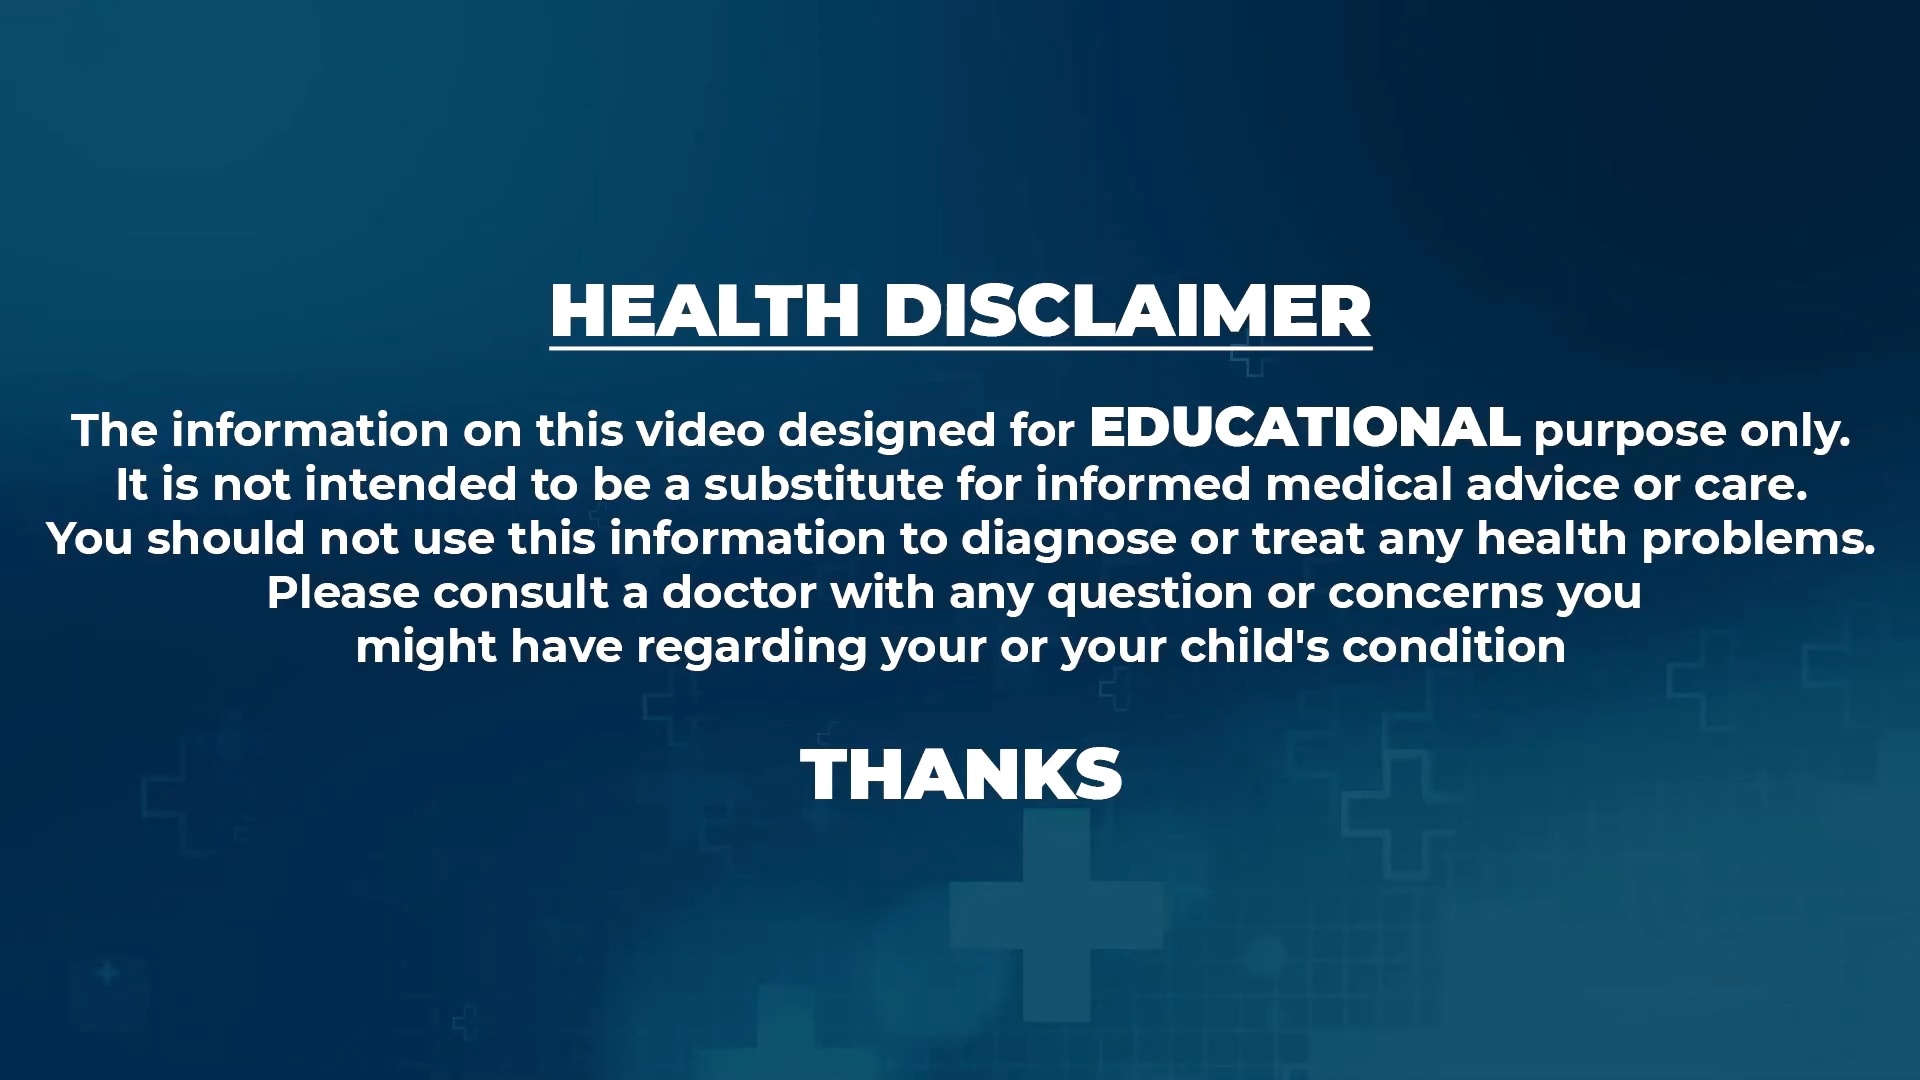 HEALTH DISCLAIMER
The information on this video designed for EDUCATIONAL purpose only.
It is not intended to be a substitute for informed medical advice or care.
You should not use this information to diagnose or treat any health problems.
Please consult a doctor with any question or concerns you
might have regarding your or your child's condition
THANKS